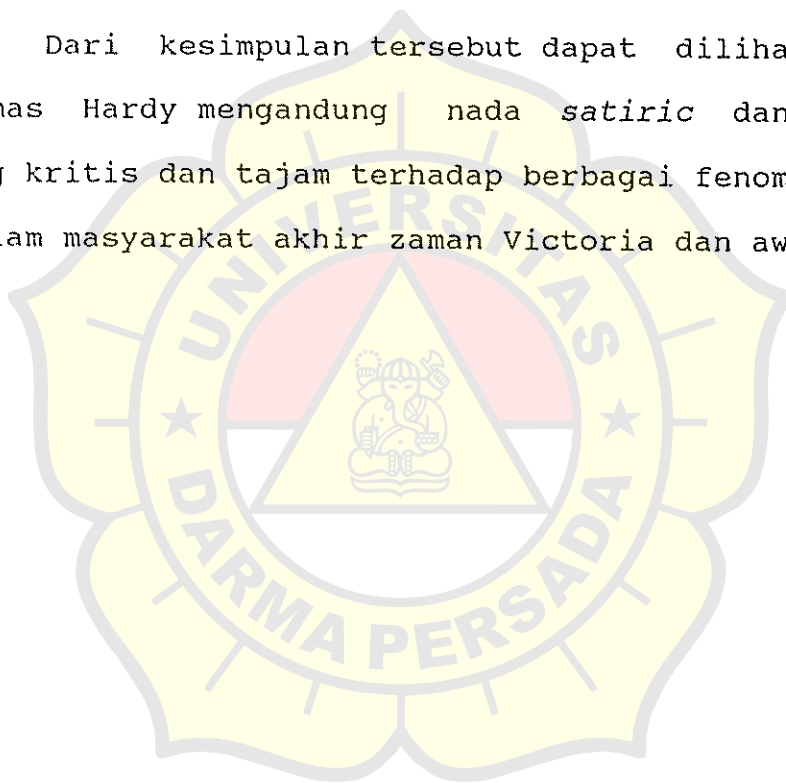 Dari kesimpulan tersebut dapat diliha
nas Hardy mengandung nada satiric dan
g kritis dan tajam terhadap berbagai fenom
lam masyarakat akhir zaman Victoria dan aw
UNIVERSITAS
DARMA PERSADA